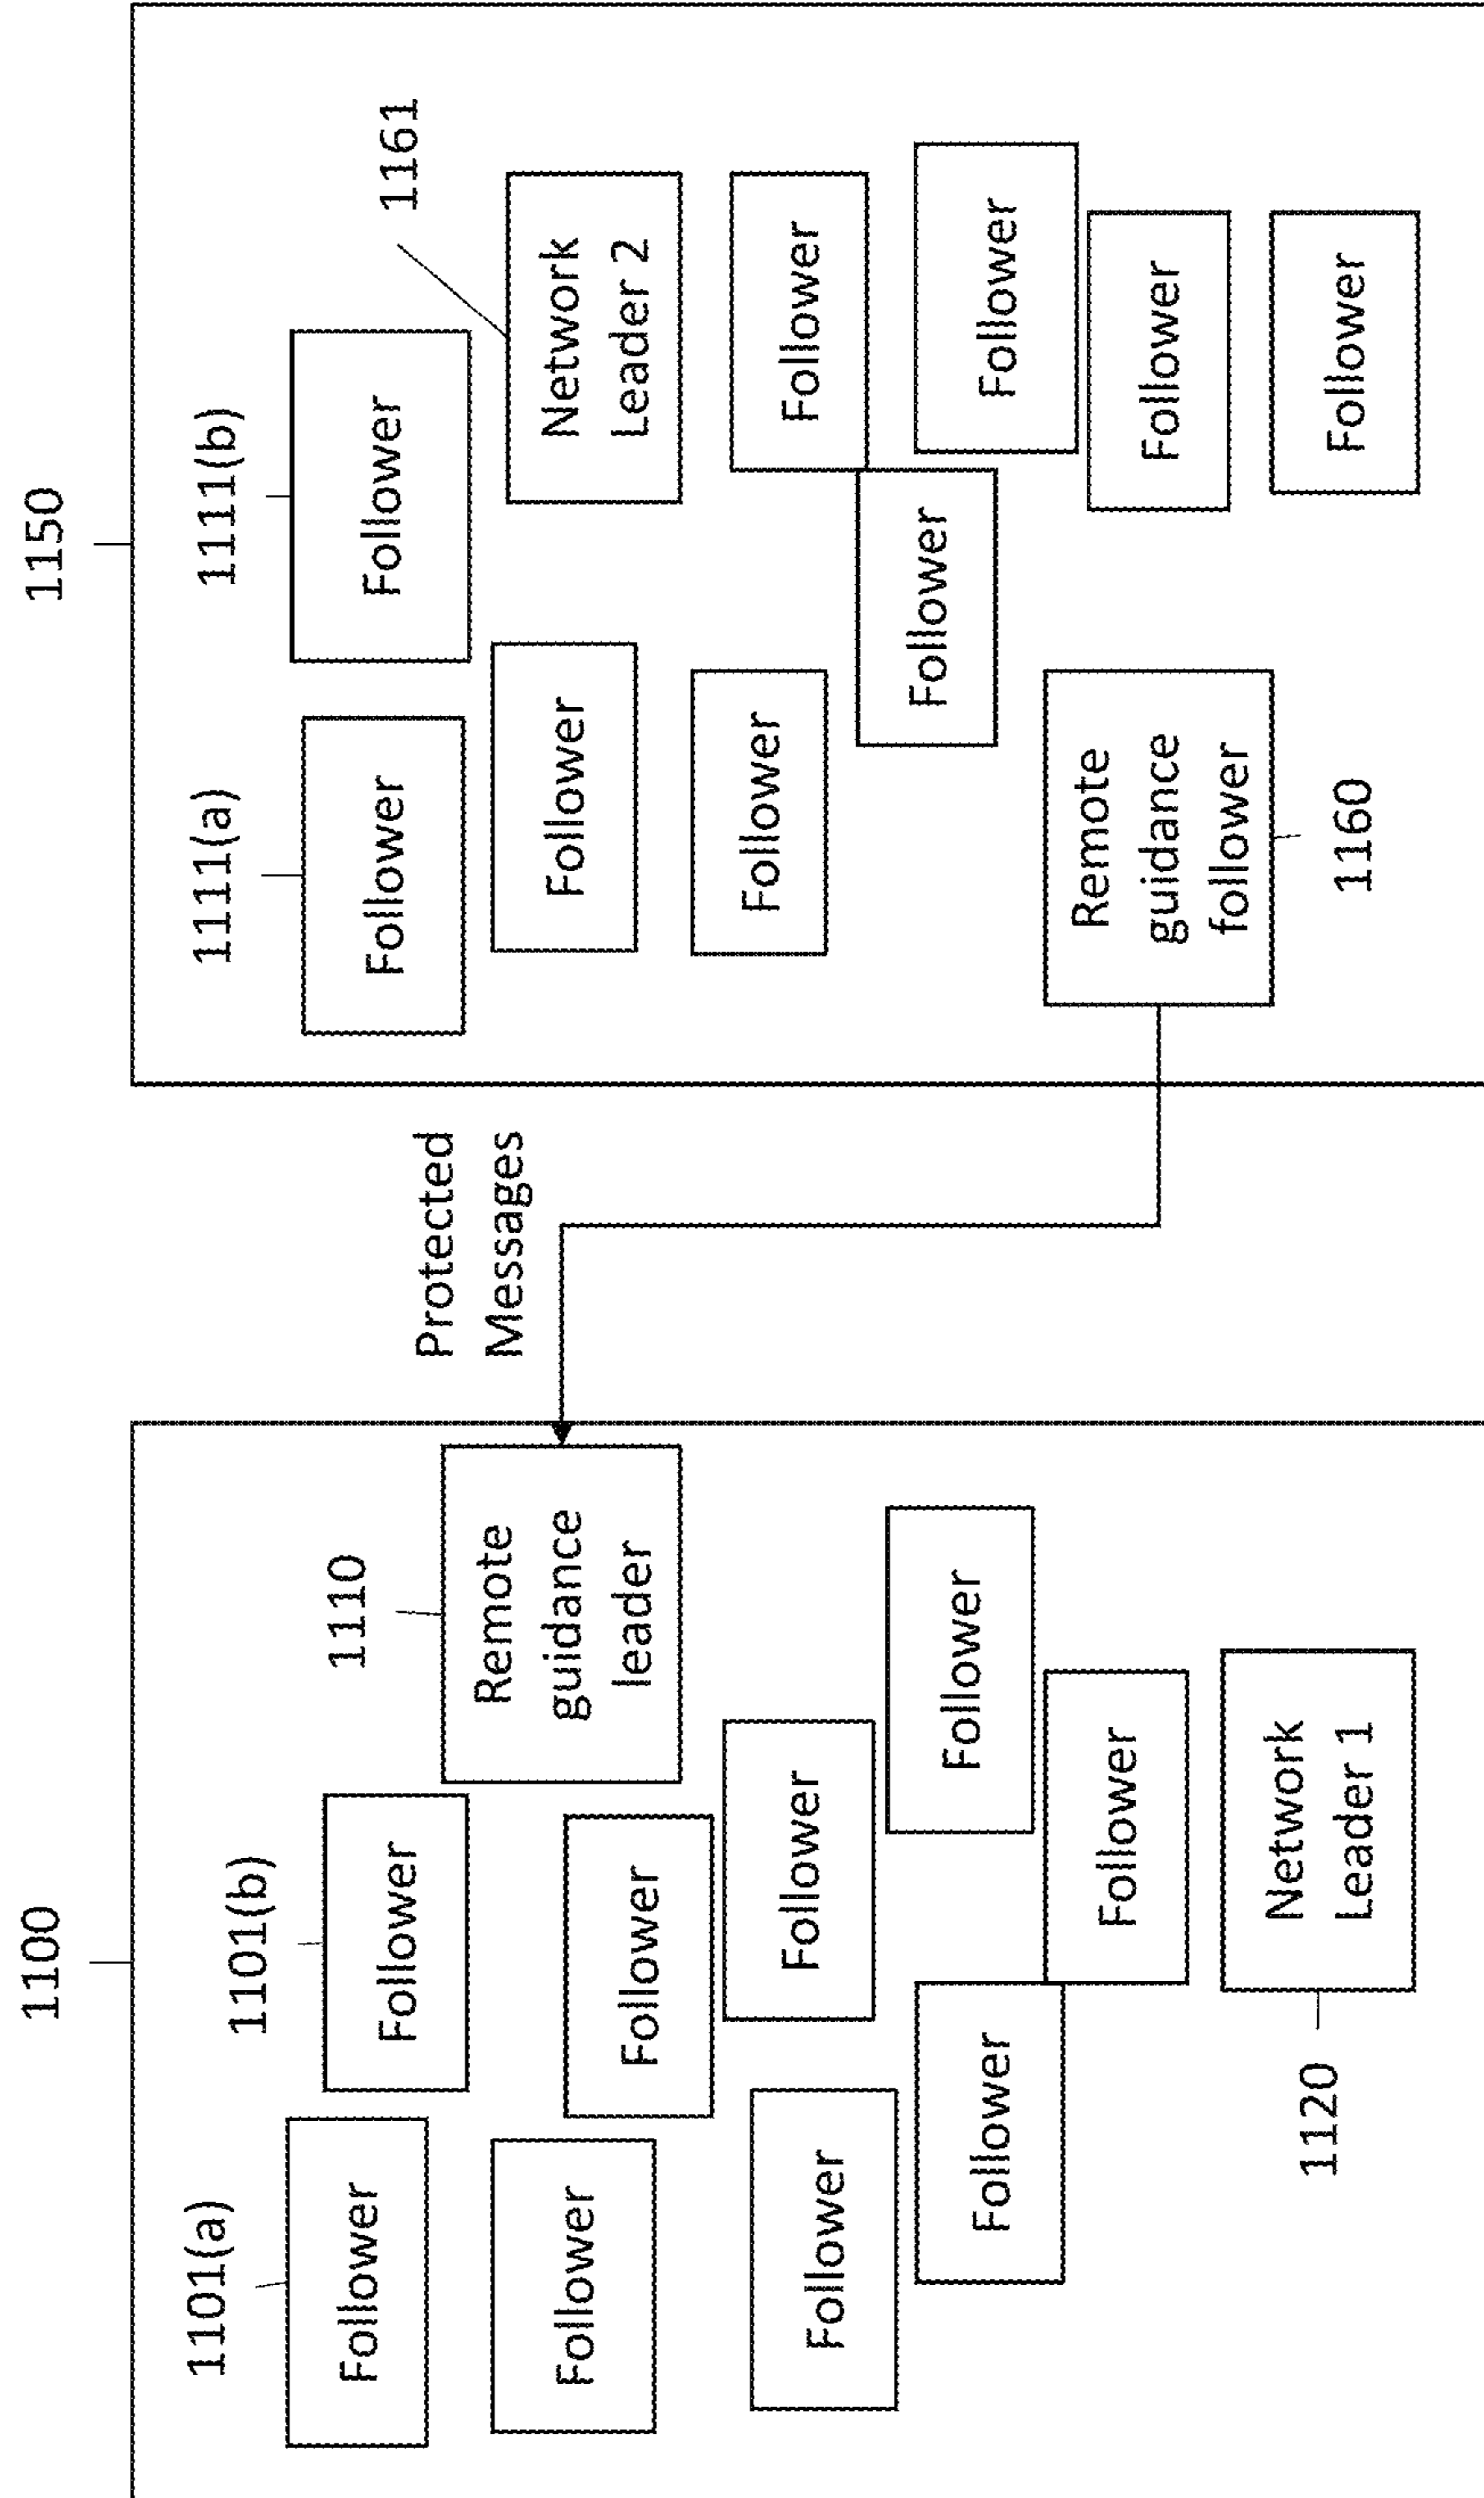 1100
1101(a)
1101(b)
1110
Follower
Follower
Remote
guidance
leader
Follower
Follower
Follower
Follower
Follower
Follower
Follower
Network
Leader 1
1120
Protected
Messages
1150
1111(a)
1111(b)
1161
Follower
Follower
Network
Leader 2
Follower
Follower
Follower
Follower
Follower
Follower
Follower
Remote
guidance
follower
1160